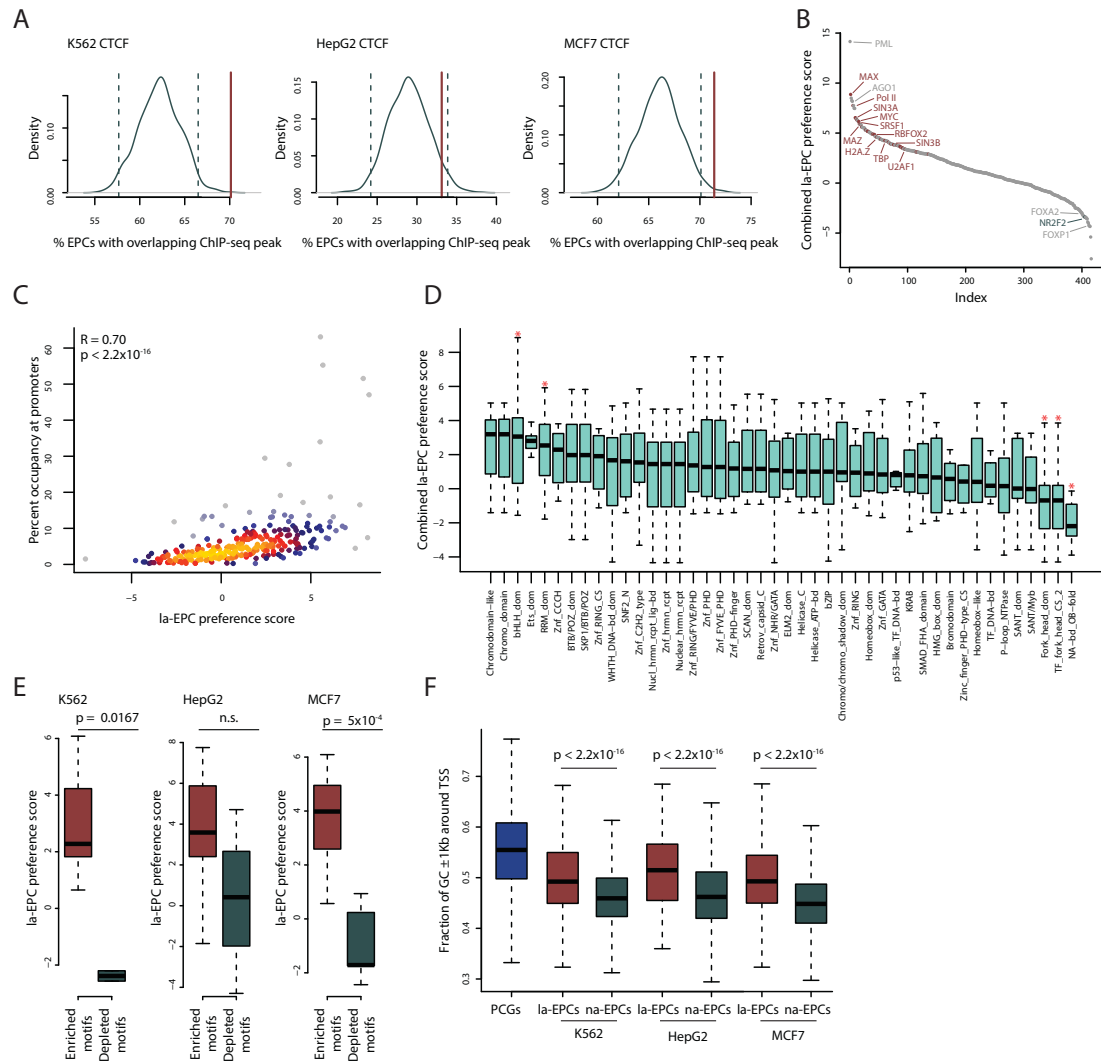 A
K562 CTCF
HepG2 CTCF
MCF7 CTCF
Density
0.00
0.10
55
60
65
70
% EPCs with overlapping ChIP-seq peak
Density
0.00
0.05
0.10
0.15
20
25
30
35
40
% EPCs with overlapping ChIP-seq peak
Density
0.00
0.05
0.10
0.15
0.20
60
65
70
75
% EPCs with overlapping ChIP-seq peak
B
Combined la-EPC preference score
15
10
5
0
−5
PML
MAX
AGO1
Pol II
SIN3A
MYC
SRSF1
RBFOX2
MAZ
SIN3B
H2A.Z
TBP
U2AF1
FOXA2
NR2F2
FOXP1
0
100
200
300
400
Index
C
R = 0.70
p < 2.2x10-16
Percent occupancy at promoters
60
50
40
30
20
10
0
−5
0
5
la-EPC preference score
D
Combined la-EPC preference score
8
6
4
2
0
−2
−4
*
*
*
*
*
Chromodomain-like
Chromo_domain
bHLH_dom
Ets_dom
RRM_dom
Znf_CCCH
BTB/POZ_dom
SKP1/BTB/POZ
Znf_RING_CS
WHTH_DNA-bd_dom
SNF2_N
Znf_C2H2_type
Nucl_hrmn_rcpt_lig-bd
Znf_hrmn_rcpt
Nuclear_hrmn_rcpt
Znf_RING/FYVE/PHD
Znf_PHD
Znf_FYVE_PHD
Znf_PHD-finger
SCAN_dom
Retrov_capsid_C
Znf_NHR/GATA
ELM2_dom
Helicase_C
Helicase_ATP-bd
bZIP
Chromo/chromo_shadow_dom
Znf_RING
Homeobox_dom
Znf_GATA
p53-like_TF_DNA-bd
KRAB
SMAD_FHA_domain
HMG_box_dom
Bromodomain
Zinc_finger_PHD-type_CS
Homeobox-like
TF_DNA-bd
P-loop_NTPase
SANT_dom
SANT/Myb
Fork_head_dom
TF_fork_head_CS_2
NA-bd_OB-fold
E
K562
HepG2
MCF7
p = 0.0167
n.s.
p = 5x10-4
la-EPC preference score
6
4
2
0
−2
Enriched motifs
Depleted motifs
la-EPC preference score
8
6
4
2
0
−2
−4
Enriched motifs
Depleted motifs
la-EPC preference score
6
4
2
0
−2
Enriched motifs
Depleted motifs
F
p < 2.2x10-16
p < 2.2x10-16
p < 2.2x10-16
Fraction of GC ± 1Kb around TSS
0.7
0.6
0.5
0.4
0.3
PCGs
la-EPCs
na-EPCs
la-EPCs
na-EPCs
la-EPCs
na-EPCs
K562
HepG2
MCF7